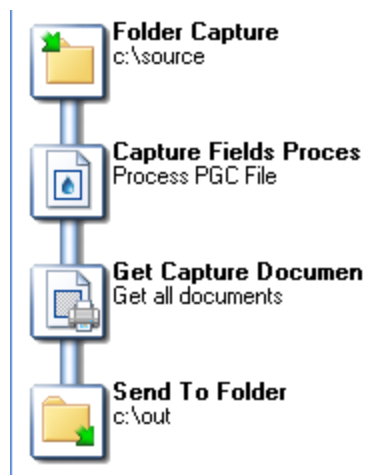 Folder Capture
c:\source
Capture Fields Proces
Process PGC File
Get Capture Documen
Get all documents
Send To Folder
c:\out